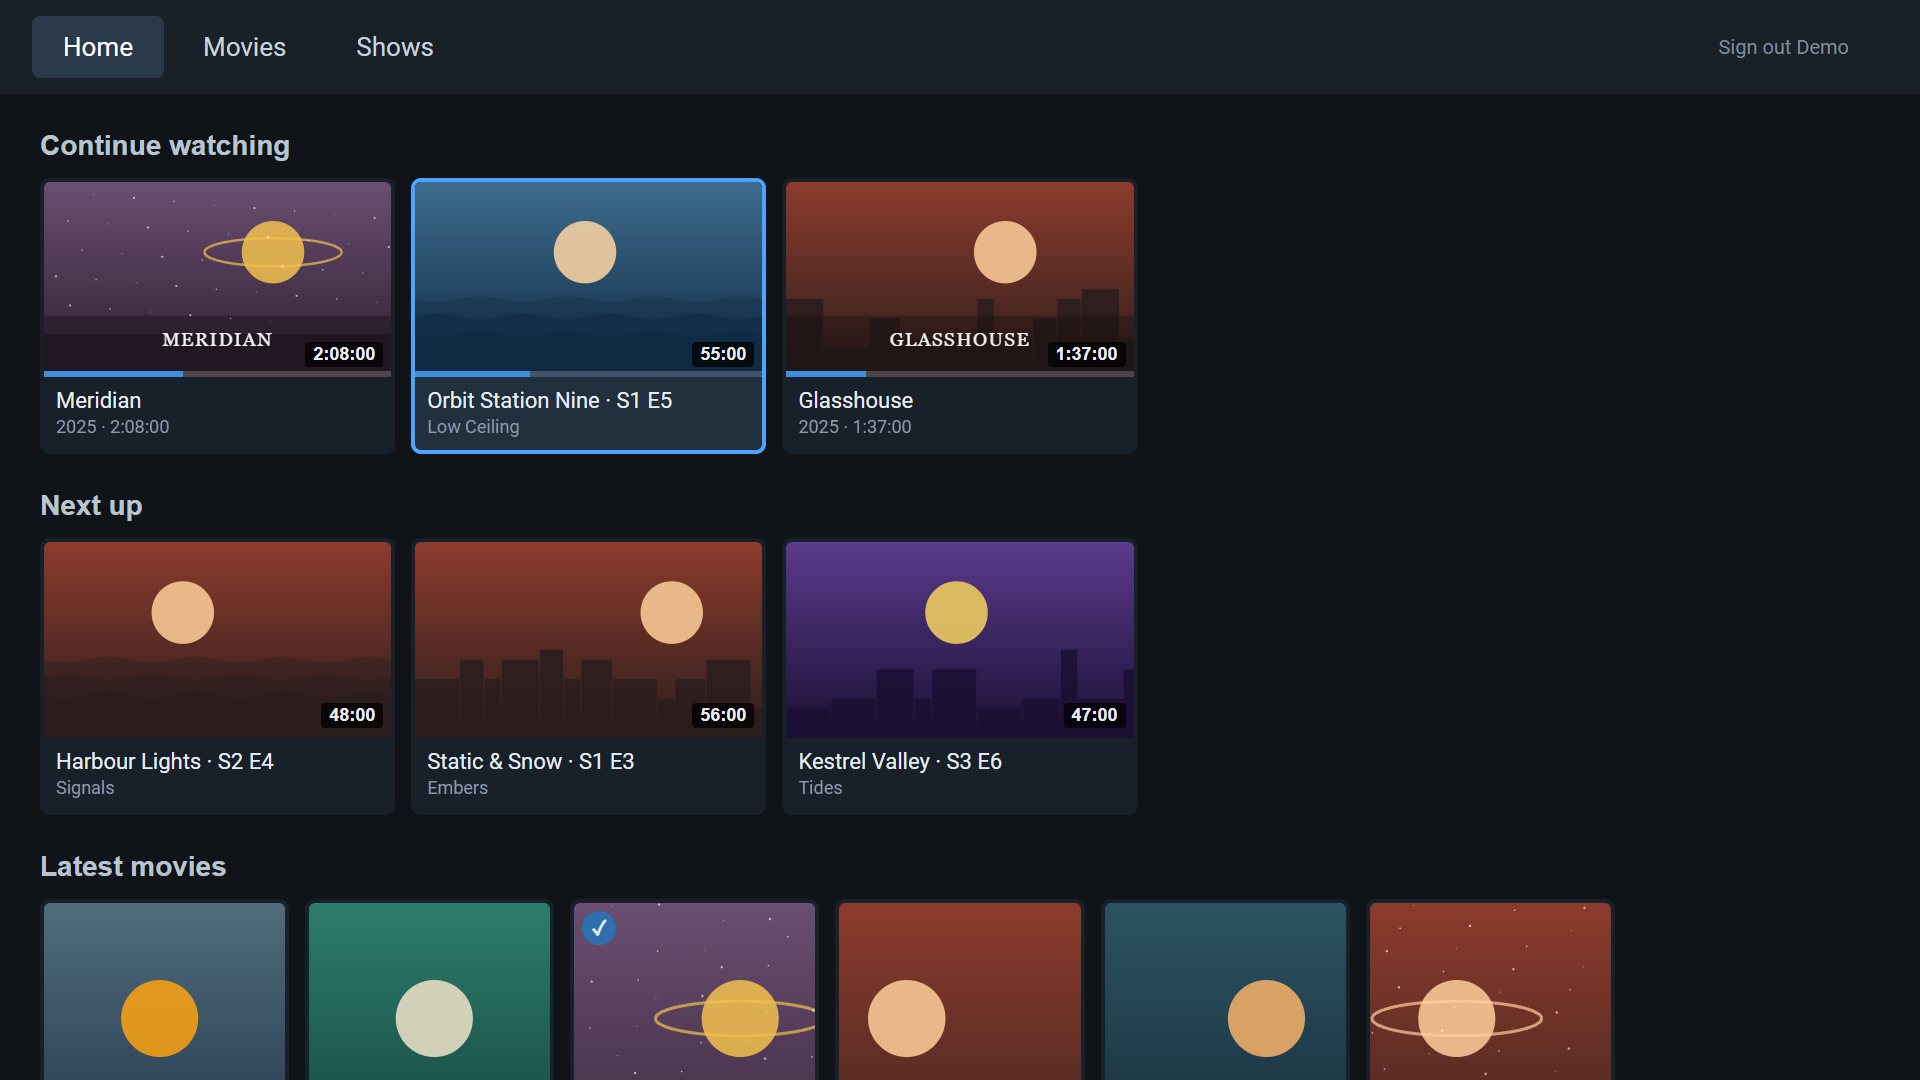 Home
Movies
Shows
Sign out Demo
Continue watching
MERIDIAN
2:08:00
Meridian
2025 · 2:08:00
55:00
Orbit Station Nine · S1 E5
Low Ceiling
GLASSHOUSE
1:37:00
Glasshouse
2025 · 1:37:00
Next up
48:00
Harbour Lights · S2 E4
Signals
56:00
Static & Snow · S1 E3
Embers
47:00
Kestrel Valley · S3 E6
Tides
Latest movies